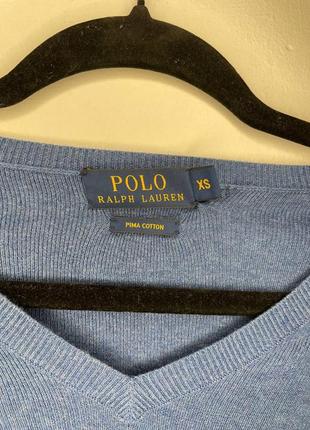 POLO
RALPH LAUREN
XS
PIMA COTTON